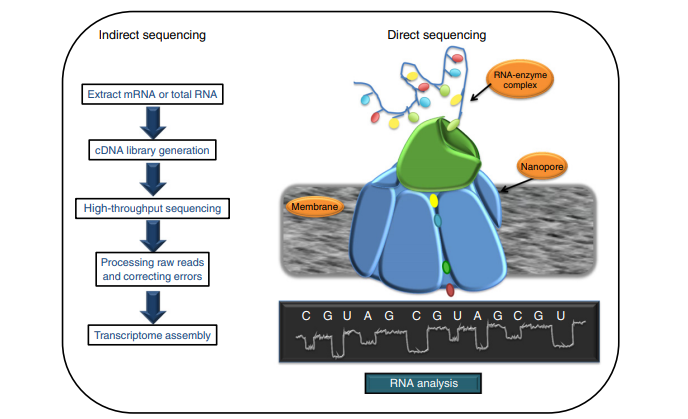 Indirect sequencing
Extract mRNA or total RNA
cDNA library generation
High-throughput sequencing
Processing raw reads
and correcting errors
Transcriptome assembly
Direct sequencing
RNA-enzyme
complex
Nanopore
Membrane
C G U A G C G U A G C G U
RNA analysis